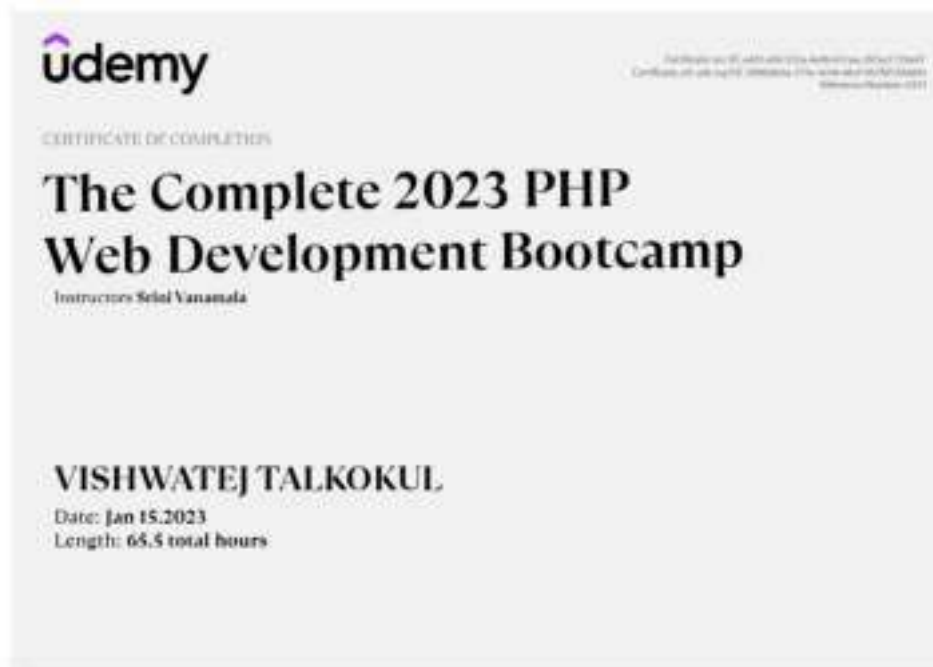 udemy
CERTIFICATE OF COMPLETION
The Complete 2023 PHP
Web Development Bootcamp
Instructors Srini Vanamala
VISHWATEJ TALKOKUL
Date: Jan 15.2023
Length: 65.5 total hours